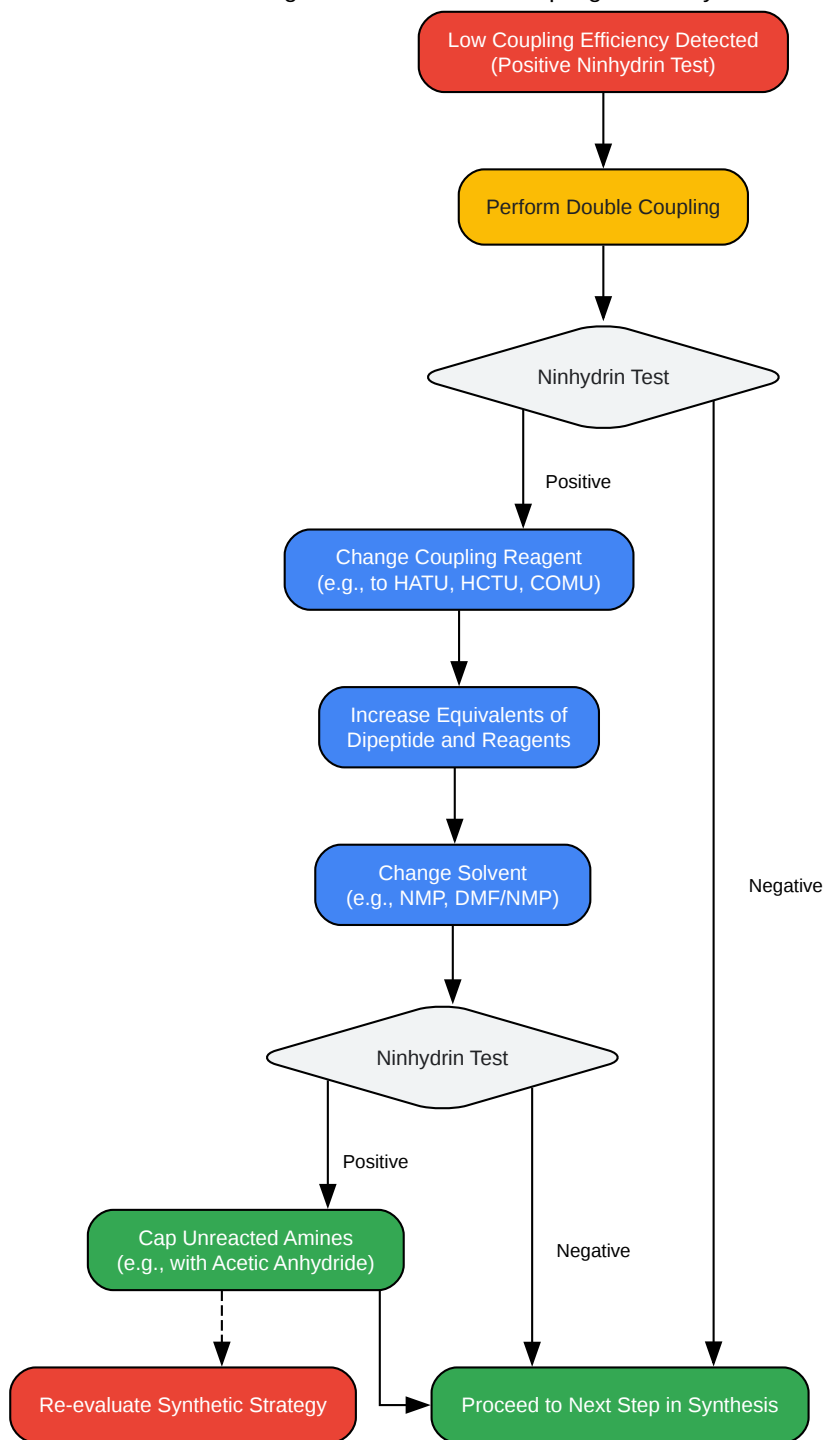 Low Coupling Efficiency Detected
(Positive Ninhydrin Test)
Perform Double Coupling
Ninhydrin Test
Positive
Change Coupling Reagent
(e.g., to HATU, HCTU, COMU)
Increase Equivalents of
Dipeptide and Reagents
Change Solvent
(e.g., NMP, DMF/NMP)
Negative
Ninhydrin Test
Positive
Cap Unreacted Amines
(e.g., with Acetic Anhydride)
Negative
Re-evaluate Synthetic Strategy
Proceed to Next Step in Synthesis